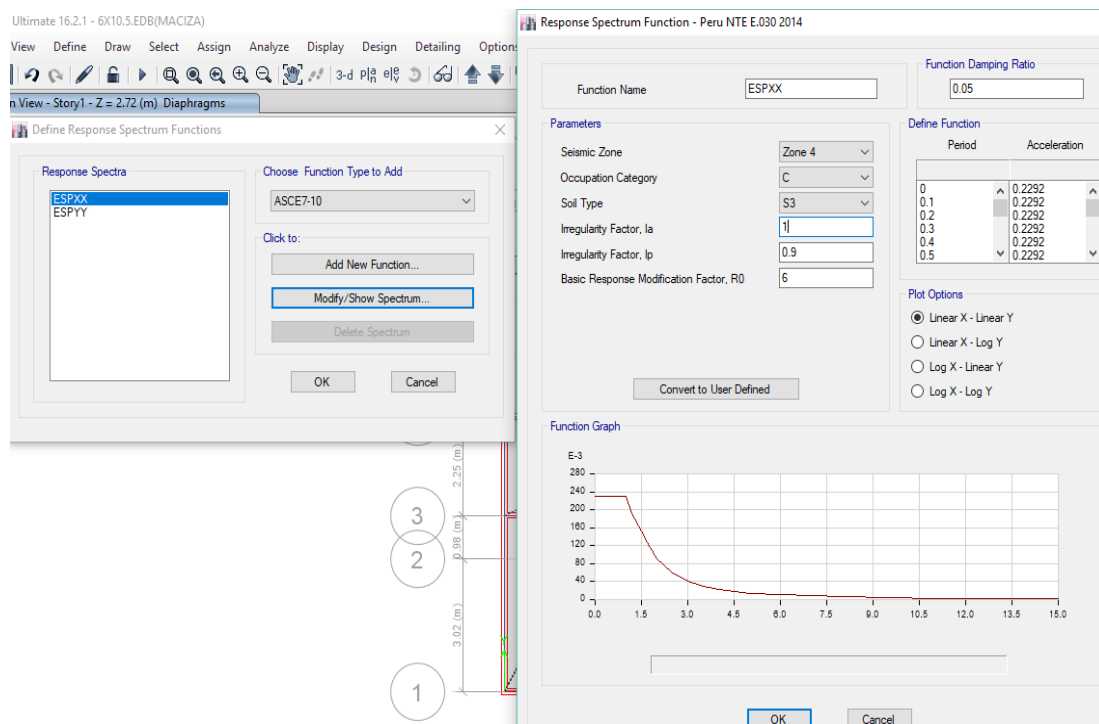 Ultimate 16.2.1 - 6X10.5.EDB(MACIZA)
View Define Draw Select Assign Analyze Display Design Detailing Options
3-d
n View - Story1 - Z = 2.72 (m) Diaphragms
Define Response Spectrum Functions
Response Spectra
ESPXX
ESPYY
Choose Function Type to Add
ASCE7-10
Click to:
Add New Function...
Modify/Show Spectrum...
Delete Spectrum
OK Cancel
2.25 (m)
3
0.98 (m)
2
3.02 (m)
1
Response Spectrum Function - Peru NTE E.030 2014
Function Name ESPXX
Function Damping Ratio
0.05
Parameters
Seismic Zone Zone 4
Occupation Category C
Soil Type S3
Irregularity Factor, Ia 1
Irregularity Factor, Ip 0.9
Basic Response Modification Factor, R0 6
Convert to User Defined
Define Function
Period Acceleration
0 0.2292
0.1 0.2292
0.2 0.2292
0.3 0.2292
0.4 0.2292
0.5 0.2292
Plot Options
Linear X - Linear Y
Linear X - Log Y
Log X - Linear Y
Log X - Log Y
Function Graph
E-3
280
240
200
160
120
80
40
0
0.0 1.5 3.0 4.5 6.0 7.5 9.0 10.5 12.0 13.5 15.0
OK Cancel